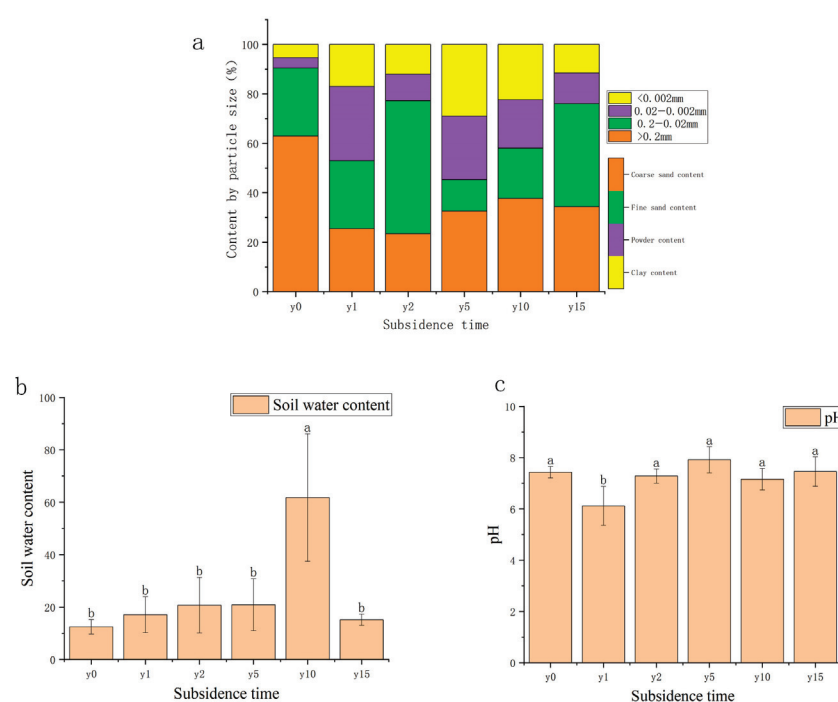 a
Content by particle size (%)
100
80
60
40
20
0
y0 y1 y2 y5 y10 y15
Subsidence time
<0.002mm
0.02—0.002mm
0.2—0.02mm
>0.2mm
Coarse sand content
Fine sand content
Powder content
Clay content
b
Soil water content
Soil water content
100
80
60
40
20
0
b b b b a b
y0 y1 y2 y5 y10 y15
Subsidence time
c
pH
pH
10
8
6
4
2
0
a b a a a a
y0 y1 y2 y5 y10 y15
Subsidence time